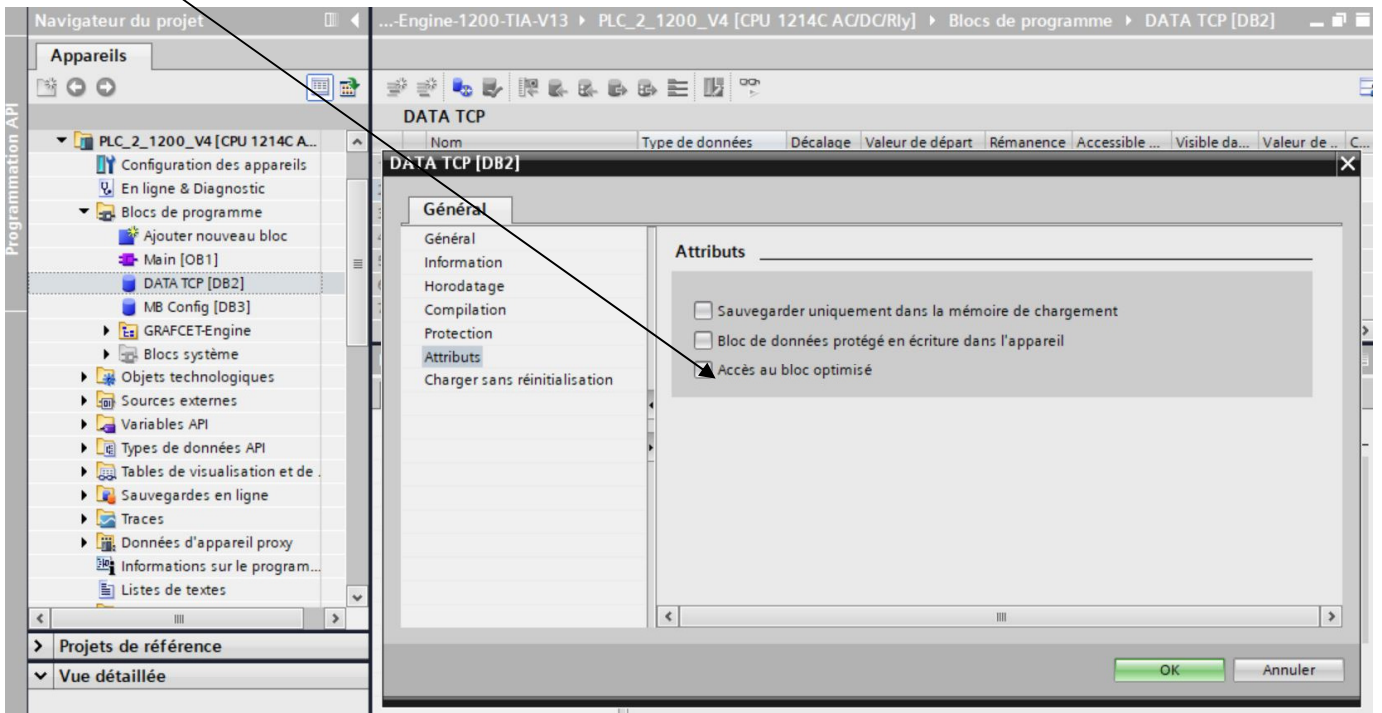 Navigateur du projet
...-Engine-1200-TIA-V13 ▸ PLC_2_1200_V4 [CPU 1214C AC/DC/Rly] ▸ Blocs de programme ▸ DATA TCP [DB2]
Appareils
Programmation API
DATA TCP
Nom Type de données Décalage Valeur de départ Rémanence Accessible ... Visible da... Valeur de .. C...
PLC_2_1200_V4 [CPU 1214C A...
Configuration des appareils
En ligne & Diagnostic
Blocs de programme
Ajouter nouveau bloc
Main [OB1]
DATA TCP [DB2]
MB Config [DB3]
GRAFCET-Engine
Blocs système
Objets technologiques
Sources externes
Variables API
Types de données API
Tables de visualisation et de .
Sauvegardes en ligne
Traces
Données d'appareil proxy
Informations sur le program...
Listes de textes
Projets de référence
Vue détaillée
DATA TCP [DB2]
Général
Général
Information
Horodatage
Compilation
Protection
Attributs
Charger sans réinitialisation
Attributs
Sauvegarder uniquement dans la mémoire de chargement
Bloc de données protégé en écriture dans l'appareil
Accès au bloc optimisé
OK Annuler